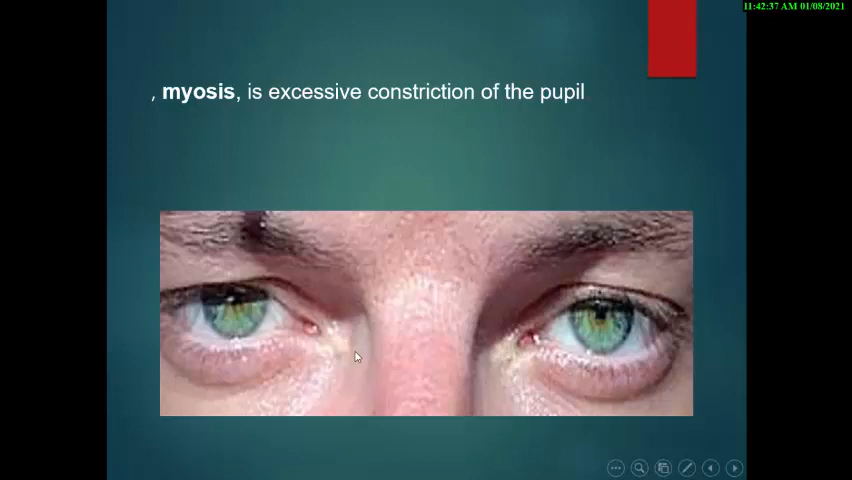 11:42:37 AM 01/08/2021
, myosis, is excessive constriction of the pupil